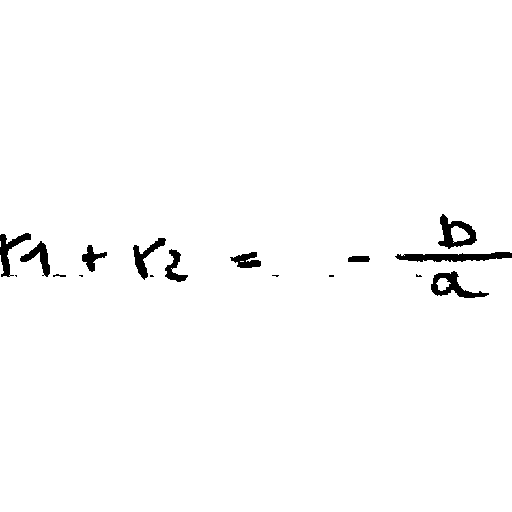 r1 + r2 = - b/a